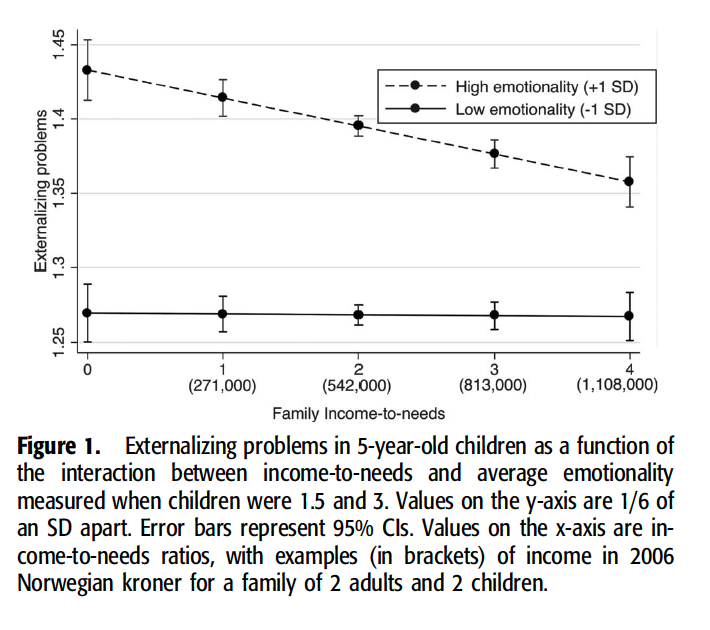 1.45
1.4
1.35
1.3
1.25
Externalizing problems
High emotionality (+1 SD)
Low emotionality (-1 SD)
0 1 2 3 4
(271,000) (542,000) (813,000) (1,108,000)
Family Income-to-needs
Figure 1. Externalizing problems in 5-year-old children as a function of
the interaction between income-to-needs and average emotionality
measured when children were 1.5 and 3. Values on the y-axis are 1/6 of
an SD apart. Error bars represent 95% CIs. Values on the x-axis are in-
come-to-needs ratios, with examples (in brackets) of income in 2006
Norwegian kroner for a family of 2 adults and 2 children.